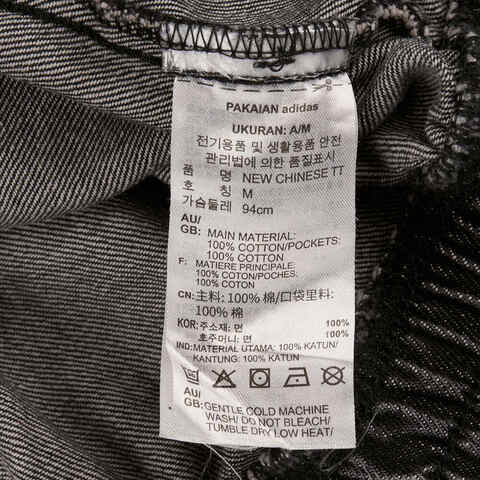 PAKAIAN adidas
UKURAN: A/M
전기용품 및 생활용품 안전
관리법에 의한 품질표시
품 명 NEW CHINESE TT
호 칭 M
가슴둘레 94cm
AU/
GB: MAIN MATERIAL:
100% COTTON/POCKETS:
100% COTTON
F: MATIERE PRINCIPALE:
100% COTON/POCHES:
100% COTON
CN: 主料: 100% 棉/口袋里料:
100% 棉
KOR: 주소재: 면 100%
호주머니: 면 100%
IND: MATERIAL UTAMA: 100% KATUN/
KANTUNG: 100% KATUN
AU/
GB: GENTLE COLD MACHINE
WASH/ DO NOT BLEACH/
TUMBLE DRY LOW HEAT/